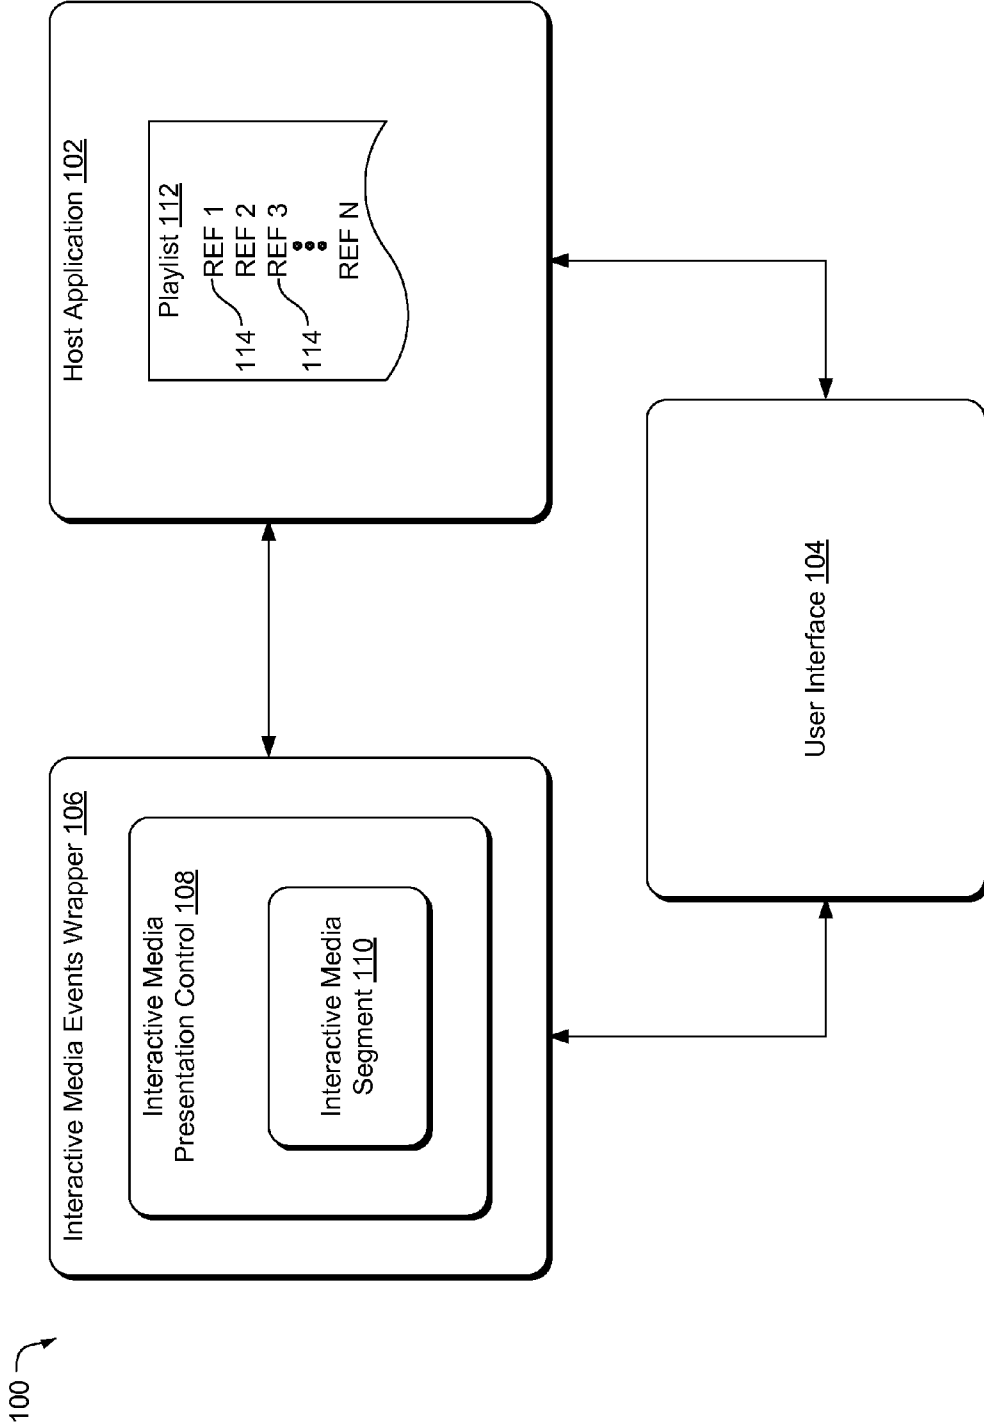 100
Interactive Media Events Wrapper 106
Interactive Media
Presentation Control 108
Interactive Media
Segment 110
Host Application 102
Playlist 112
REF 1
REF 2
REF 3
REF N
114
114
User Interface 104